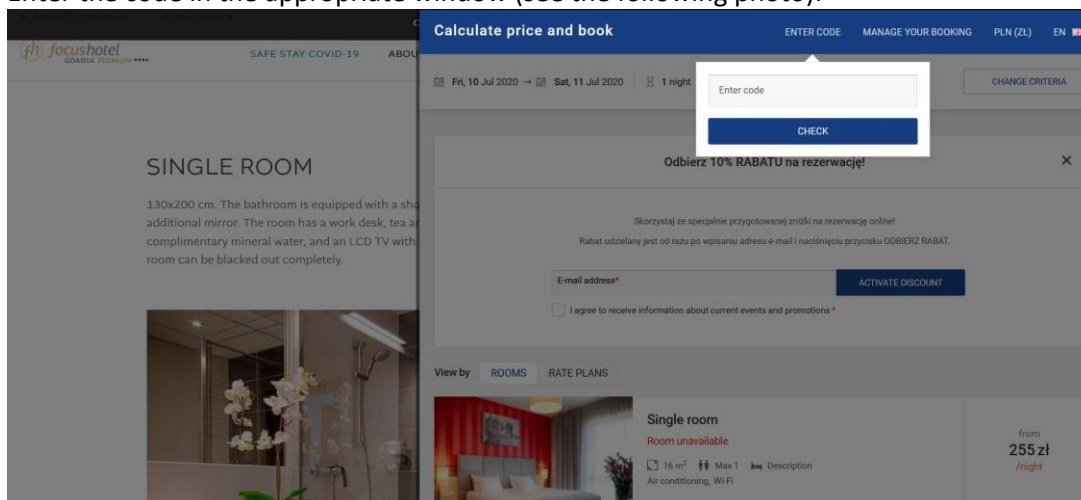 Enter the code in the appropriate window (see the following photo).
Calculate price and book
ENTER CODE
MANAGE YOUR BOOKING
PLN (ZŁ)
EN
fh focushotel
GDAŃSK PREMIUM ••••
SAFE STAY COVID-19
ABOU
Fri, 10 Jul 2020 → Sat, 11 Jul 2020
1 night
CHANGE CRITERIA
Enter code
CHECK
SINGLE ROOM
130x200 cm. The bathroom is equipped with a sho
additional mirror. The room has a work desk, tea an
complimentary mineral water, and an LCD TV with
room can be blacked out completely.
Odbierz 10% RABATU na rezerwację!
Skorzystaj ze specjalnie przygotowanej zniżki na rezerwację online!
Rabat udzielany jest od razu po wpisaniu adresu e-mail i naciśnięciu przycisku ODBIERZ RABAT.
E-mail address*
ACTIVATE DISCOUNT
I agree to receive information about current events and promotions *
View by
ROOMS
RATE PLANS
Single room
Room unavailable
16 m² Max 1 Description
Air conditioning, Wi-Fi
from
255 zł
/night